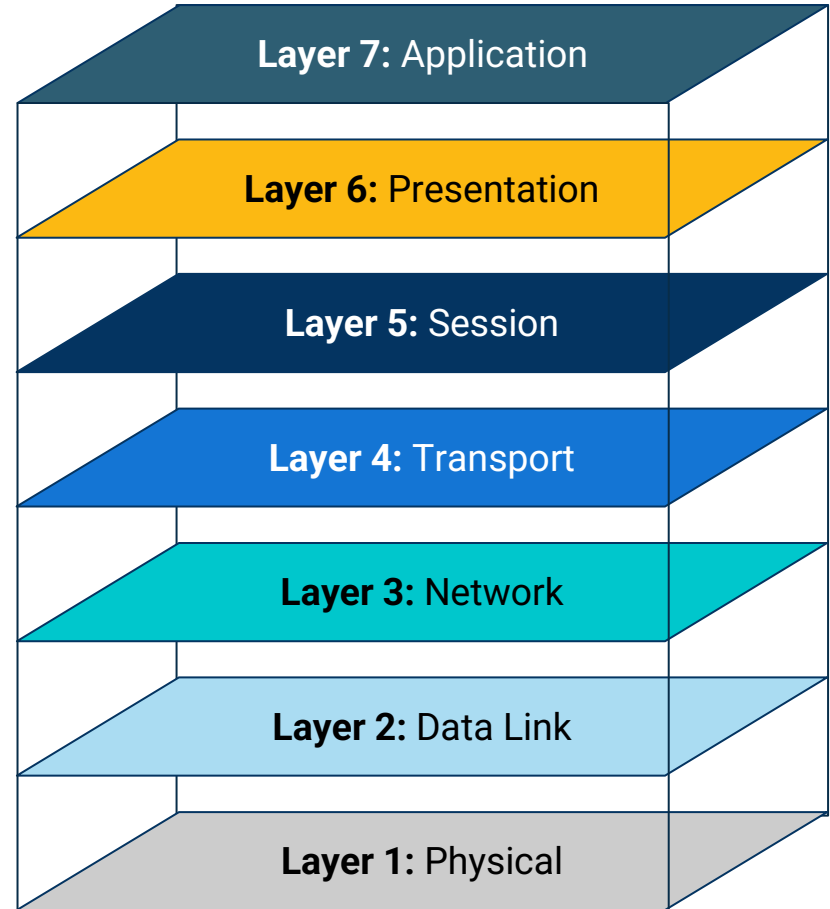 Layer 7: Application
Layer 6: Presentation
Layer 5: Session
Layer 4: Transport
Layer 3: Network
Layer 2: Data Link
Layer 1: Physical